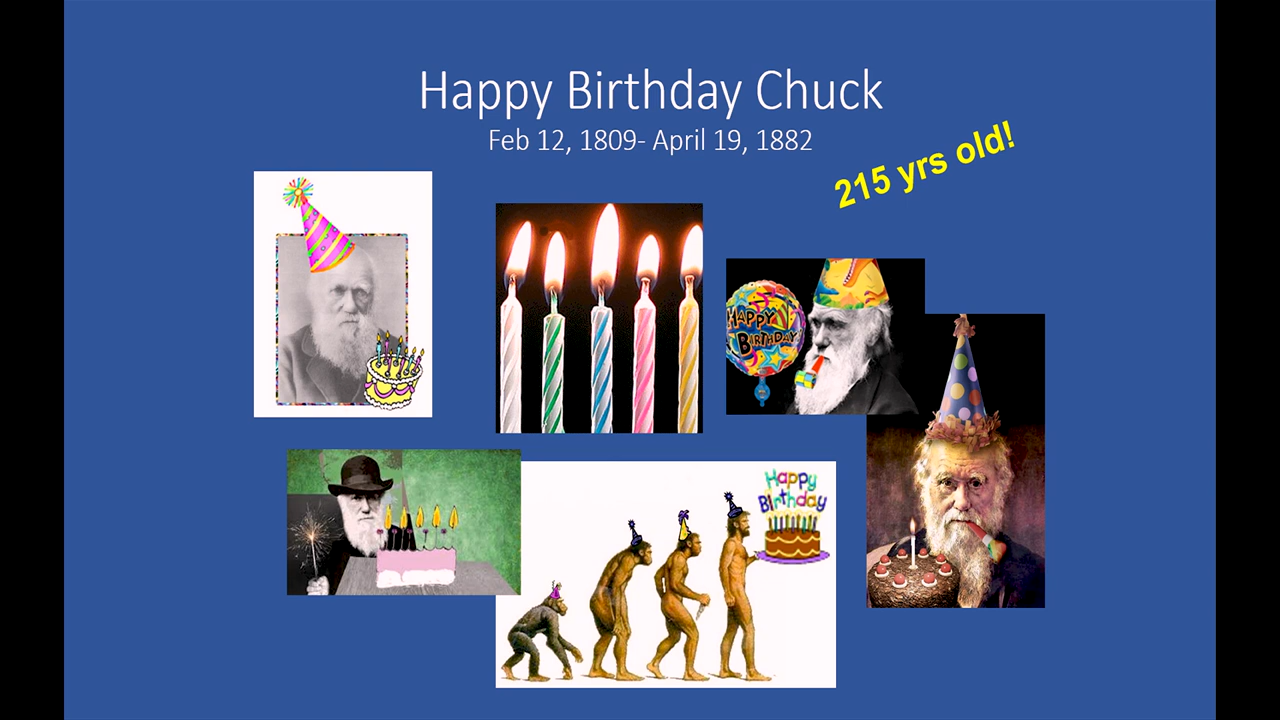 Happy Birthday Chuck
Feb 12, 1809- April 19, 1882
215 yrs old!
HAPPY
BIRTHDAY
Happy
Birthday